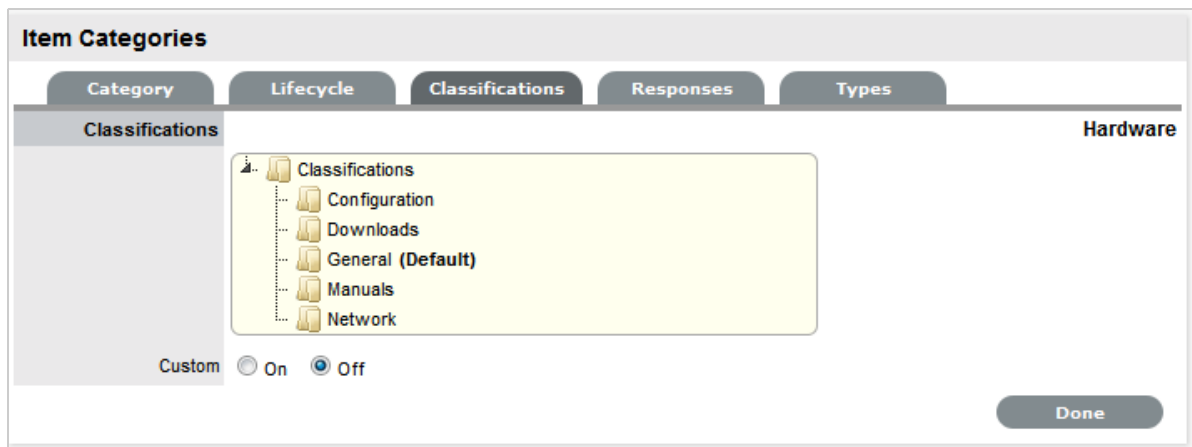 Item Categories
Category Lifecycle Classifications Responses Types
Classifications Hardware
Classifications
Configuration
Downloads
General (Default)
Manuals
Network
Custom On Off
Done